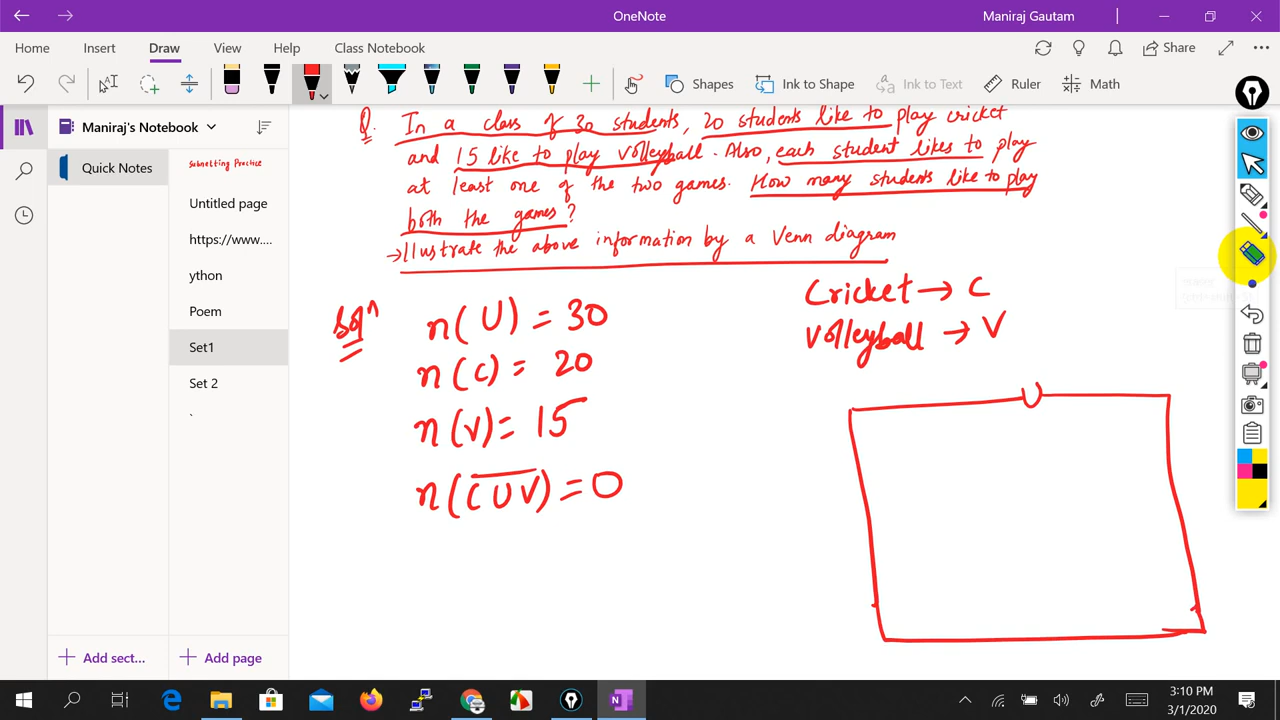 OneNote
Maniraj Gautam
Home Insert Draw View Help Class Notebook
Share
Shapes
Ink to Shape
Ink to Text
Ruler
Math
Maniraj's Notebook
Quick Notes
Subnetting Practice
Untitled page
https://www....
ython
Poem
Set1
Set 2
Add sect...
Add page
Q. In a class of 30 students, 20 students like to play cricket
and 15 like to play volleyball. Also, each student likes to play
at least one of the two games. How many students like to play
both the games?
→ Illustrate the above information by a Venn diagram
Solⁿ
n(U) = 30
n(C) = 20
n(V) = 15
n(C̅ ̅U̅ ̅V̅) = 0
Cricket → C
Volleyball → V
U
3:10 PM
3/1/2020